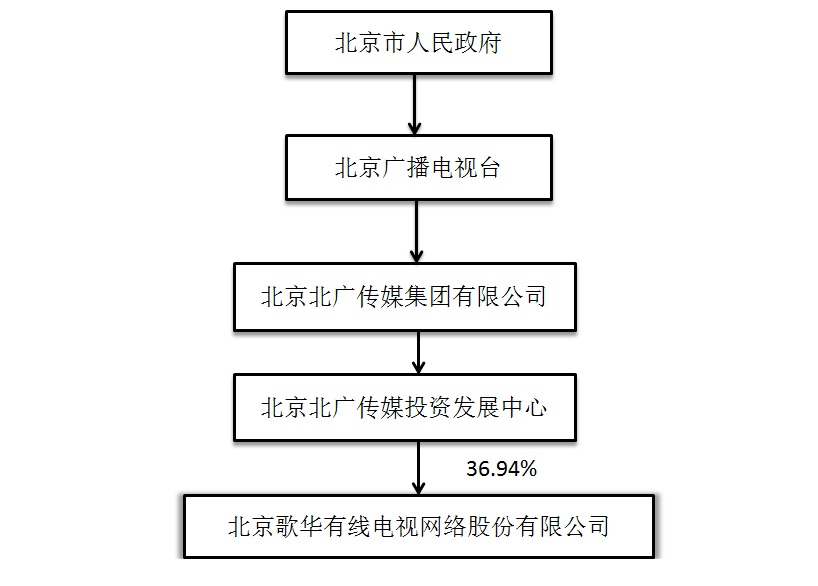 北京市人民政府
北京广播电视台
北京北广传媒集团有限公司
北京北广传媒投资发展中心
36.94%
北京歌华有线电视网络股份有限公司